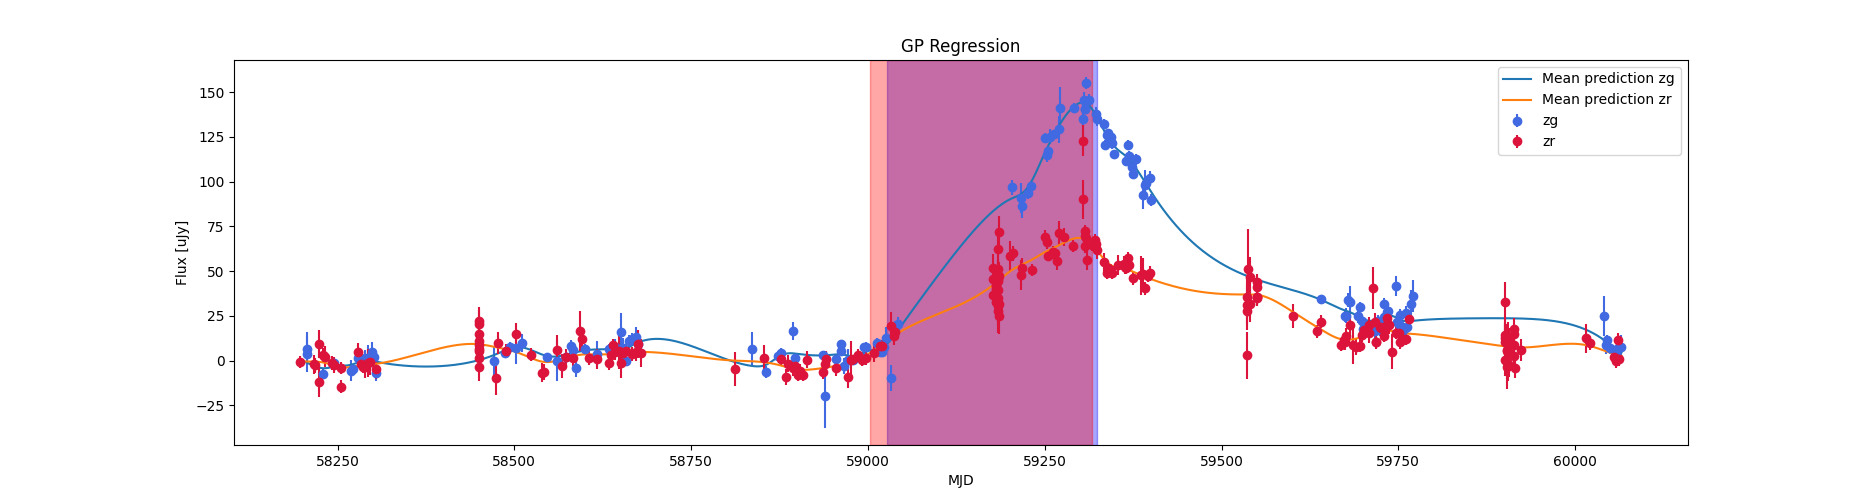 GP Regression
Flux [uJy]
150
125
100
75
50
25
0
−25
58250 58500 58750 59000 59250 59500 59750 60000
MJD
Mean prediction zg
Mean prediction zr
zg
zr